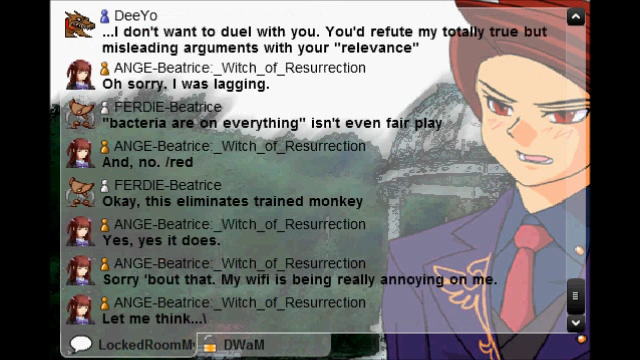 DeeYo
...I don't want to duel with you. You'd refute my totally true but
misleading arguments with your "relevance"
ANGE-Beatrice:_Witch_of_Resurrection
Oh sorry, I was lagging.
FERDIE-Beatrice
"bacteria are on everything" isn't even fair play
ANGE-Beatrice:_Witch_of_Resurrection
And, no. /red
FERDIE-Beatrice
Okay, this eliminates trained monkey
ANGE-Beatrice:_Witch_of_Resurrection
Yes, yes it does.
ANGE-Beatrice:_Witch_of_Resurrection
Sorry 'bout that. My wifi is being really annoying on me.
ANGE-Beatrice:_Witch_of_Resurrection
Let me think...\
LockedRoomM
DWaM